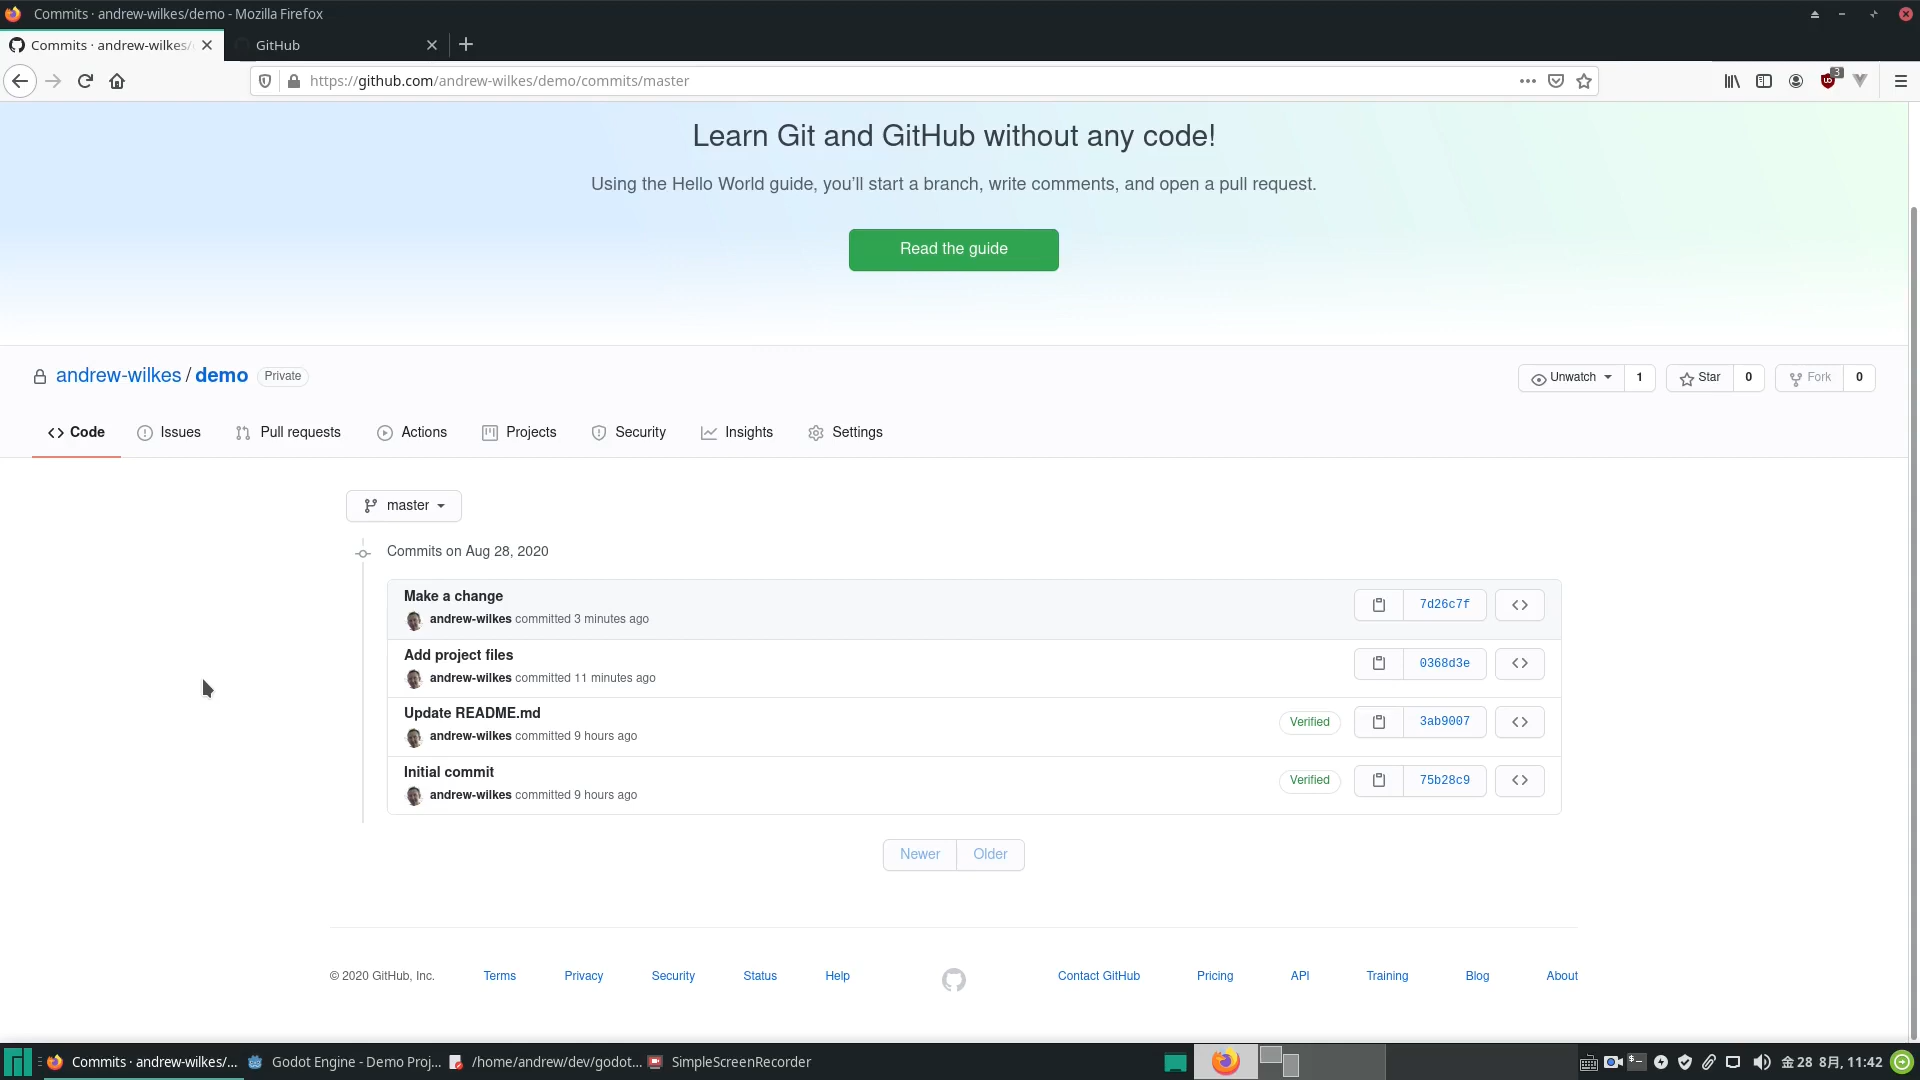 Commits · andrew-wilkes/demo - Mozilla Firefox
Commits · andrew-wilkes/
GitHub
https://github.com/andrew-wilkes/demo/commits/master
3
Learn Git and GitHub without any code!
Using the Hello World guide, you’ll start a branch, write comments, and open a pull request.
Read the guide
andrew-wilkes / demo Private
Unwatch 1 Star 0 Fork 0
Code Issues Pull requests Actions Projects Security Insights Settings
master
Commits on Aug 28, 2020
Make a change
andrew-wilkes committed 3 minutes ago
7d26c7f
Add project files
andrew-wilkes committed 11 minutes ago
0368d3e
Update README.md
andrew-wilkes committed 9 hours ago
Verified 3ab9007
Initial commit
andrew-wilkes committed 9 hours ago
Verified 75b28c9
Newer Older
© 2020 GitHub, Inc. Terms Privacy Security Status Help Contact GitHub Pricing API Training Blog About
Commits · andrew-wilkes/... Godot Engine - Demo Proj... /home/andrew/dev/godot... SimpleScreenRecorder 金 28 8月, 11:42